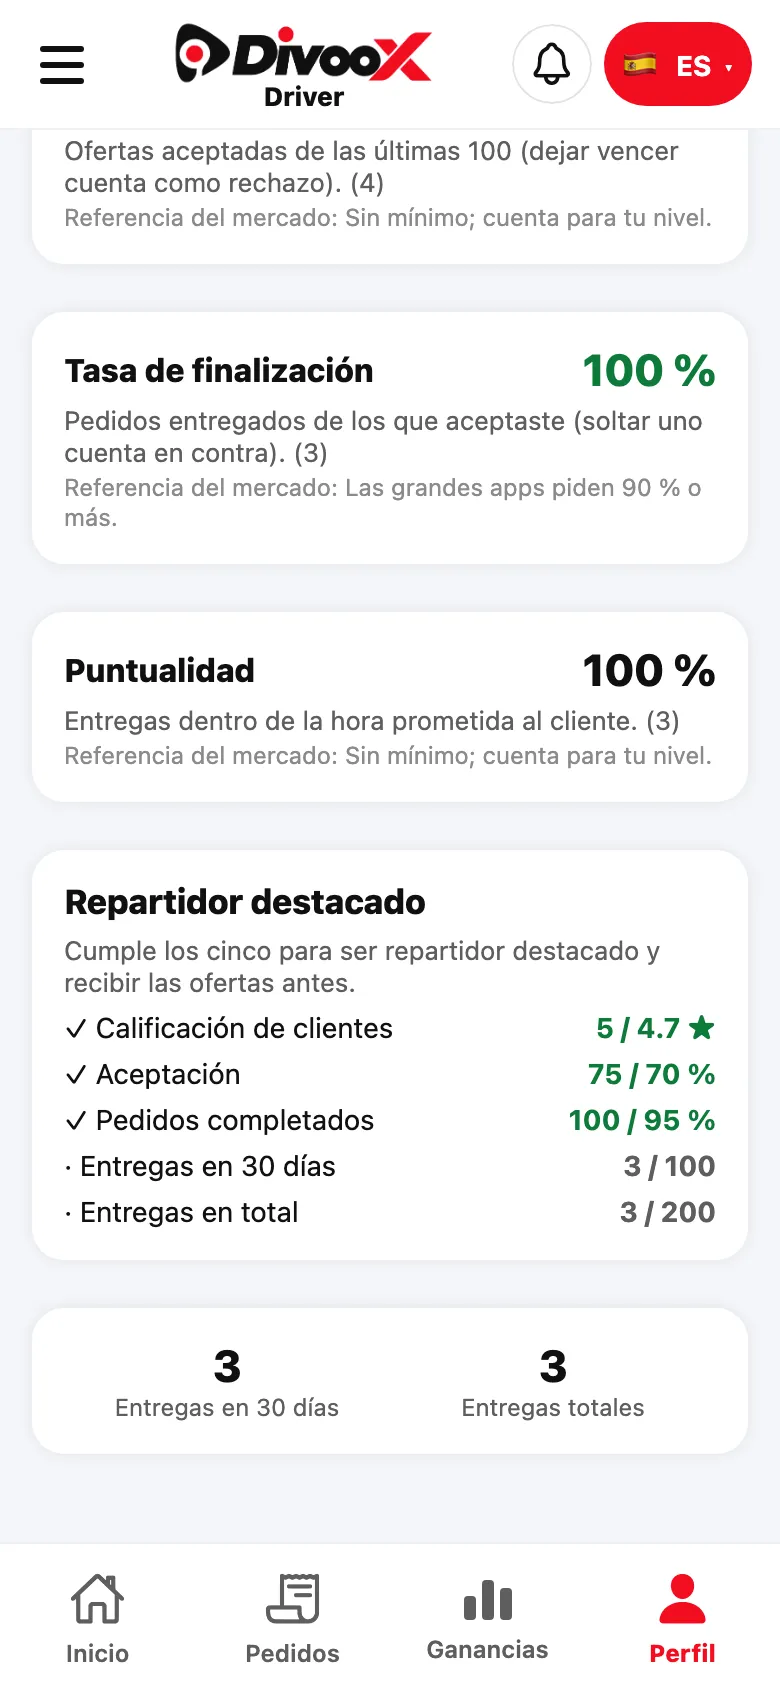 DivooX
Driver
ES
Ofertas aceptadas de las últimas 100 (dejar vencer
cuenta como rechazo). (4)
Referencia del mercado: Sin mínimo; cuenta para tu nivel.
Tasa de finalización 100 %
Pedidos entregados de los que aceptaste (soltar uno
cuenta en contra). (3)
Referencia del mercado: Las grandes apps piden 90 % o
más.
Puntualidad 100 %
Entregas dentro de la hora prometida al cliente. (3)
Referencia del mercado: Sin mínimo; cuenta para tu nivel.
Repartidor destacado
Cumple los cinco para ser repartidor destacado y
recibir las ofertas antes.
✓ Calificación de clientes 5 / 4.7 ★
✓ Aceptación 75 / 70 %
✓ Pedidos completados 100 / 95 %
· Entregas en 30 días 3 / 100
· Entregas en total 3 / 200
3 3
Entregas en 30 días Entregas totales
Inicio Pedidos Ganancias Perfil